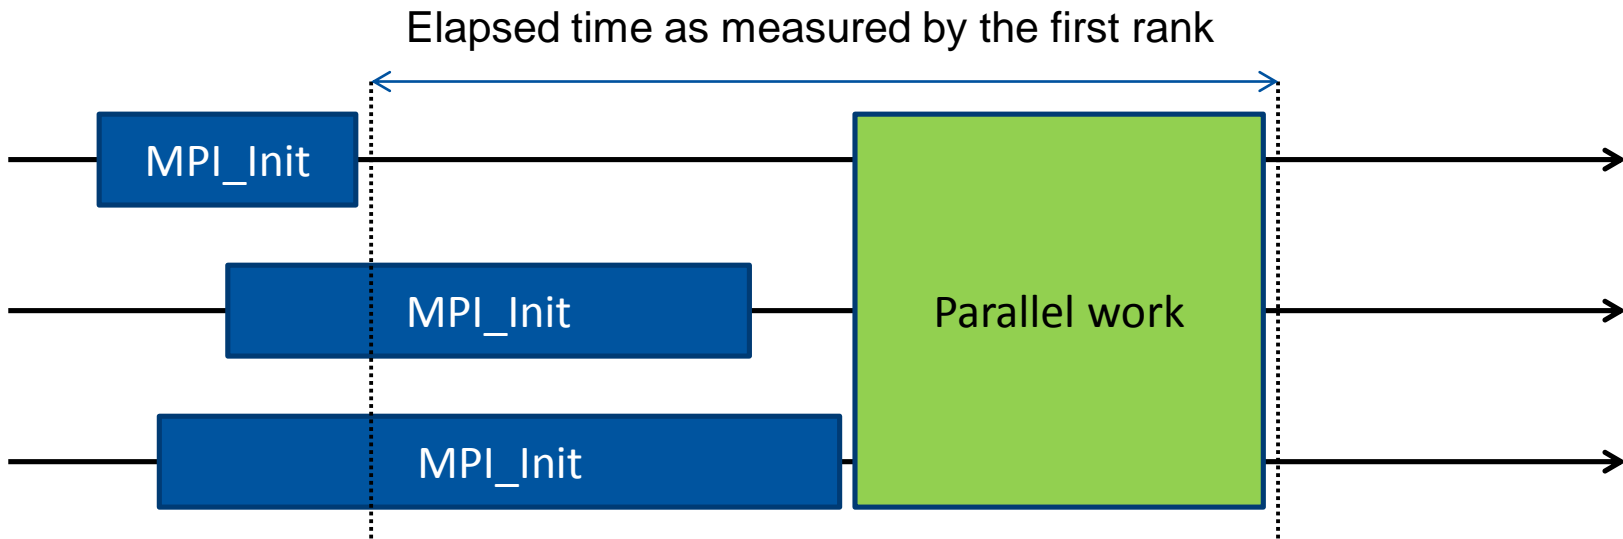 Elapsed time as measured by the first rank
MPI_Init
MPI_Init
Parallel work
MPI_Init